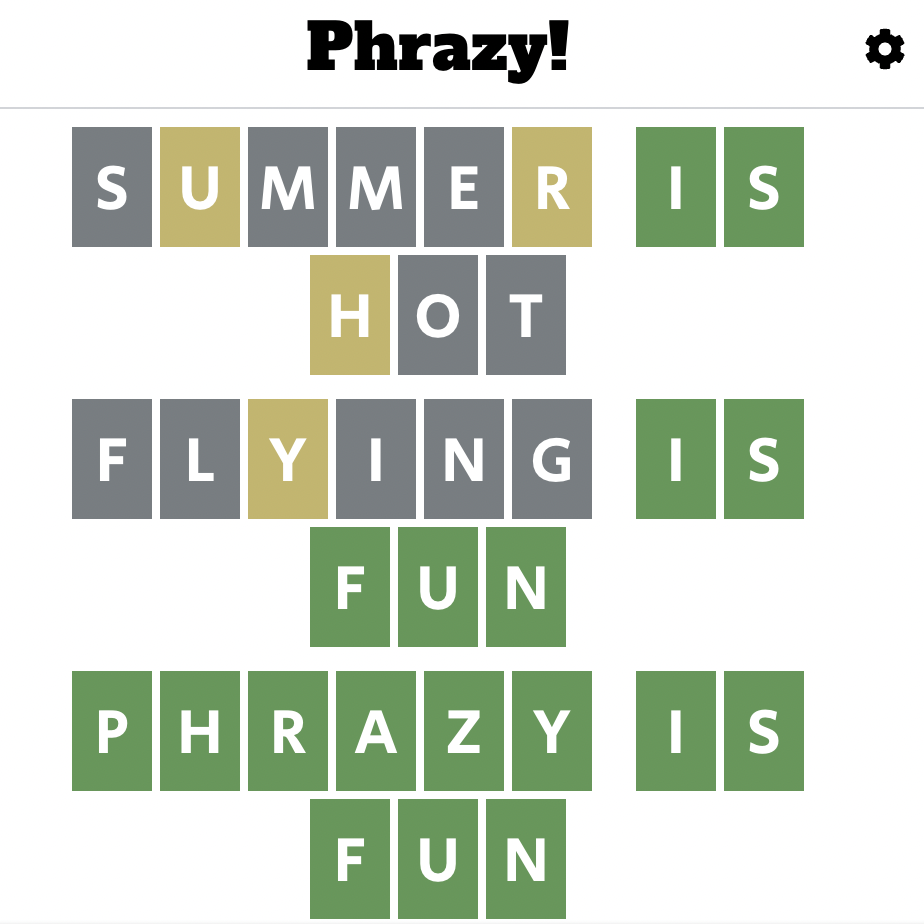 Phrazy!
SUMMER IS
HOT
FLYING IS
FUN
PHRAZY IS
FUN